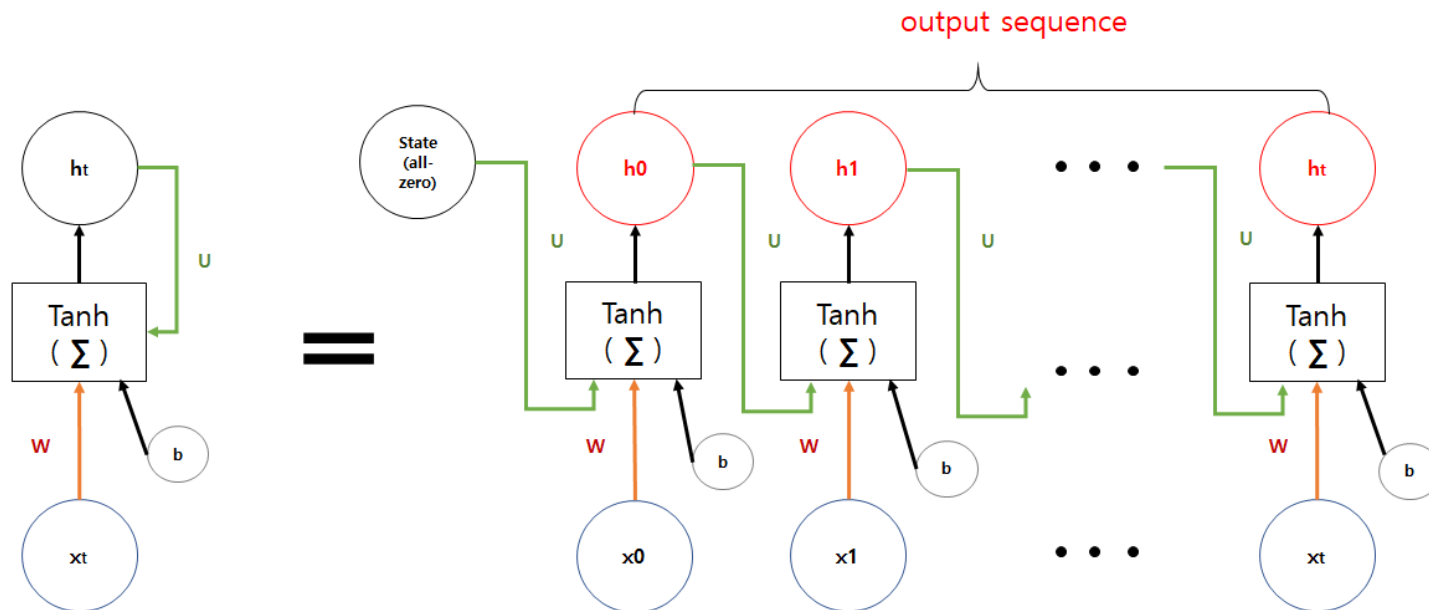 output sequence
ht
State
(all-
zero)
h0
h1
ht
U
U
U
U
Tanh
( Σ )
Tanh
( Σ )
Tanh
( Σ )
Tanh
( Σ )
=
W
b
W
b
W
b
W
b
xt
x0
x1
xt